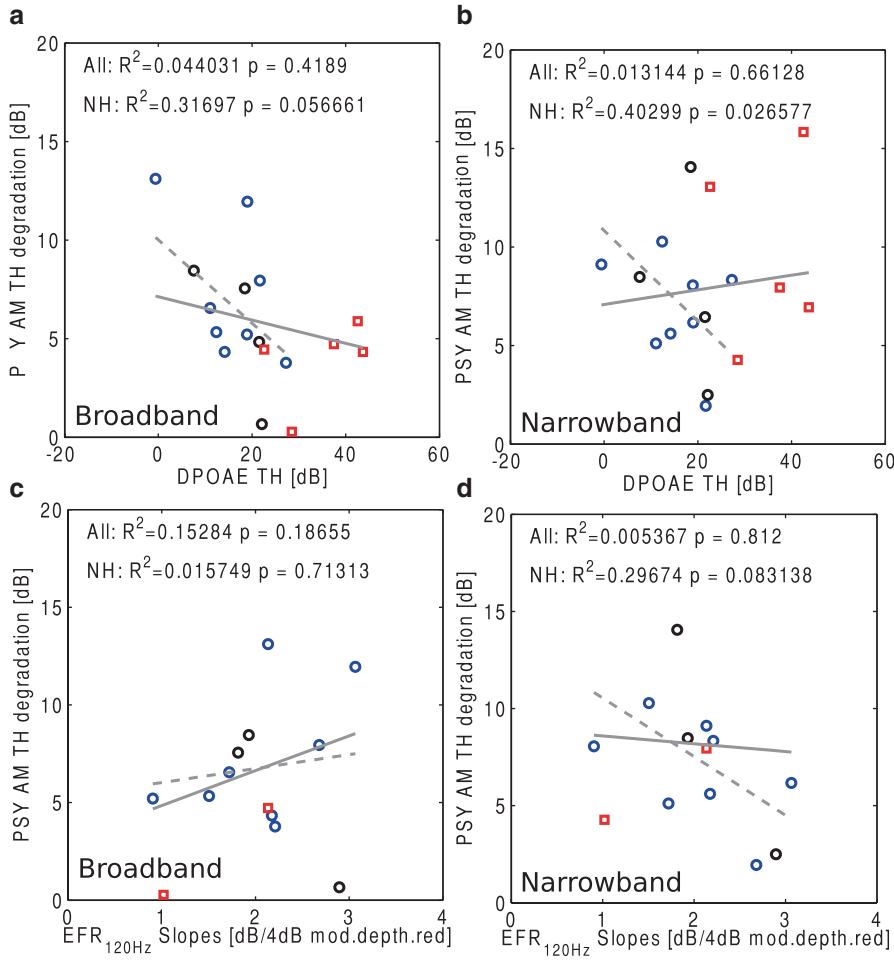 a
20
15
10
5
0
P Y AM TH degradation [dB]
All: R²=0.044031 p = 0.4189
NH: R²=0.31697 p = 0.056661
Broadband
-20 0 20 40 60
DPOAE TH [dB]
b
20
15
10
5
0
PSY AM TH degradation [dB]
All: R²=0.013144 p = 0.66128
NH: R²=0.40299 p = 0.026577
Narrowband
-20 0 20 40 60
DPOAE TH [dB]
c
20
15
10
5
0
PSY AM TH degradation [dB]
All: R²=0.15284 p = 0.18655
NH: R²=0.015749 p = 0.71313
Broadband
0 1 2 3 4
EFR120Hz Slopes [dB/4dB mod.depth.red]
d
20
15
10
5
0
PSY AM TH degradation [dB]
All: R²=0.005367 p = 0.812
NH: R²=0.29674 p = 0.083138
Narrowband
0 1 2 3 4
EFR120Hz Slopes [dB/4dB mod.depth.red]